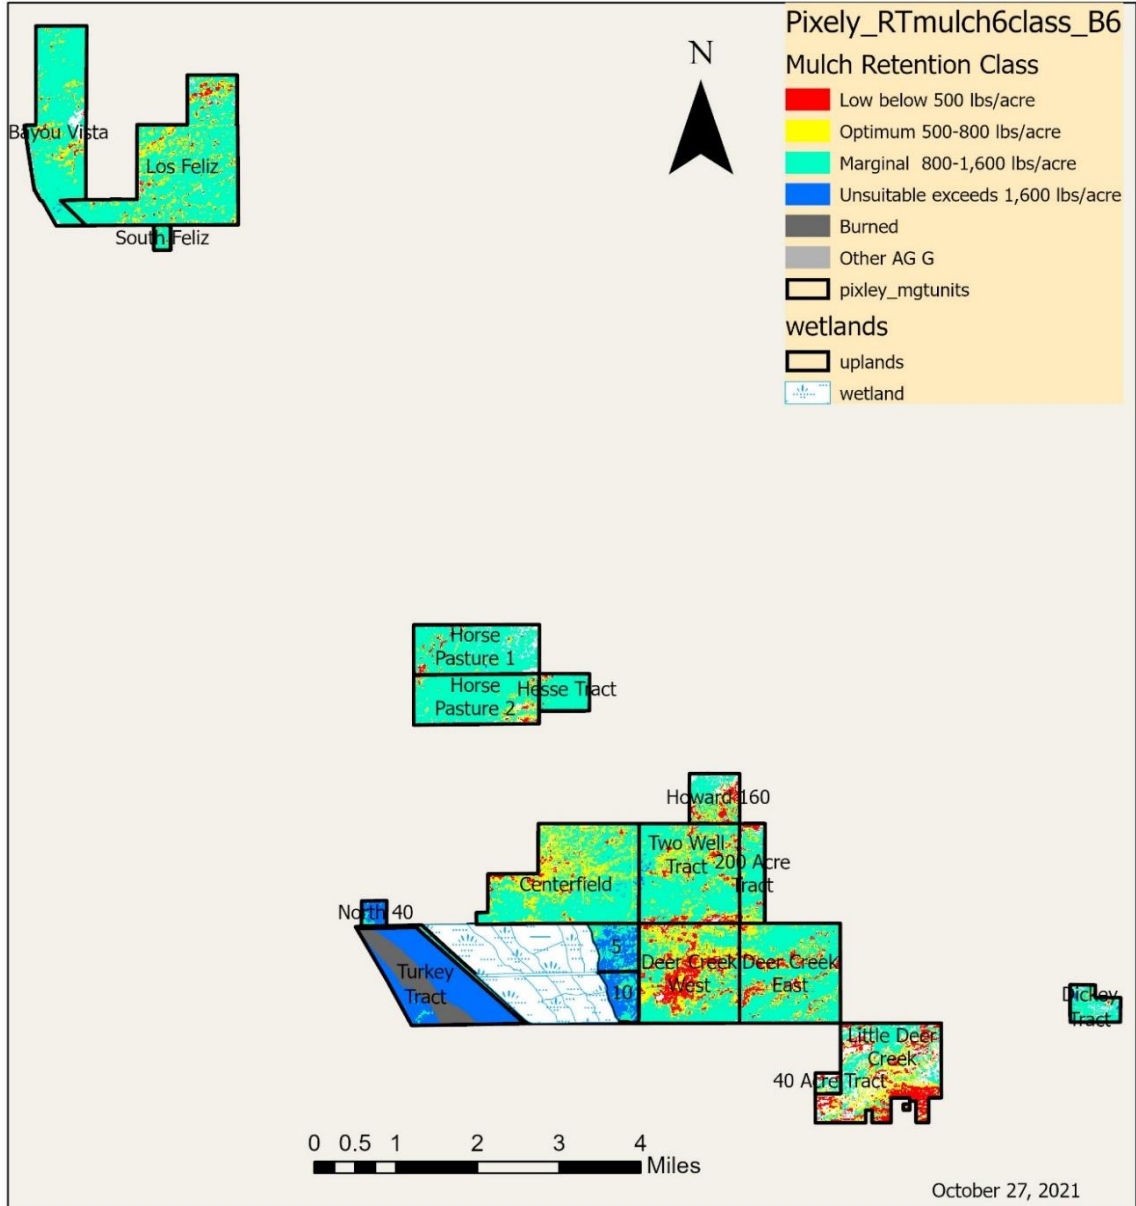 Pixely_RTmulch6class_B6
Mulch Retention Class
Low below 500 lbs/acre
Optimum 500-800 lbs/acre
Marginal 800-1,600 lbs/acre
Unsuitable exceeds 1,600 lbs/acre
Burned
Other AG G
pixley_mgtunits
wetlands
uplands
wetland
N
Bayou Vista
Los Feliz
South Feliz
Horse
Pasture 1
Horse
Pasture 2
Hesse Tract
Howard 160
Two Well
Tract
200 Acre
Tract
Centerfield
North 40
Turkey
Tract
5
10
Deer Creek
West
Deer Creek
East
Dickey
Tract
Little Deer
Creek
40 Acre Tract
0 0.5 1 2 3 4
Miles
October 27, 2021